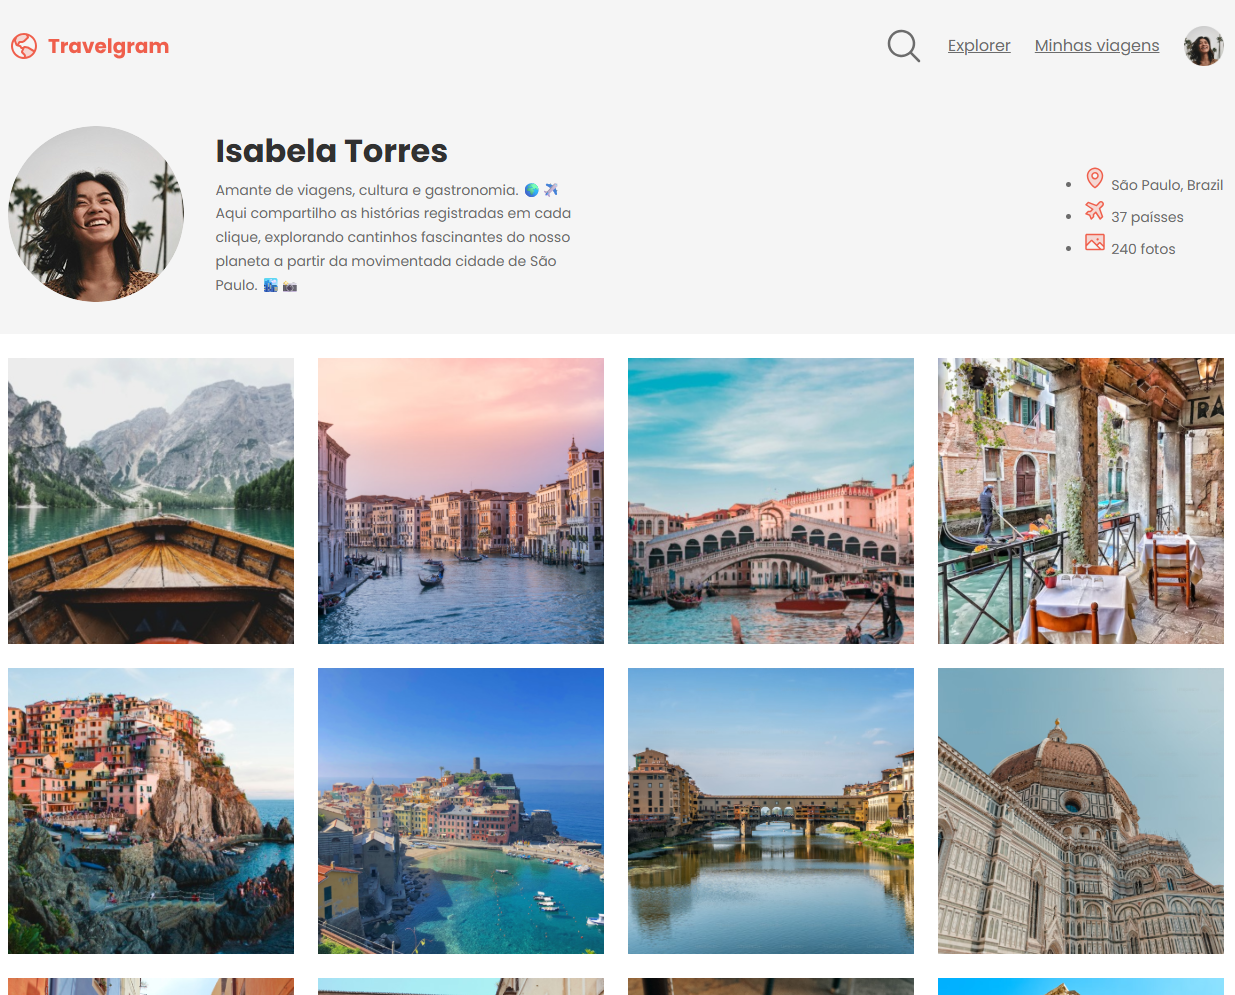 Travelgram
Explorer
Minhas viagens
Isabela Torres
Amante de viagens, cultura e gastronomia. 🌍 ✈️
Aqui compartilho as histórias registradas em cada
clique, explorando cantinhos fascinantes do nosso
planeta a partir da movimentada cidade de São
Paulo. 🏙️ 📸
São Paulo, Brazil
37 países
240 fotos
TRA